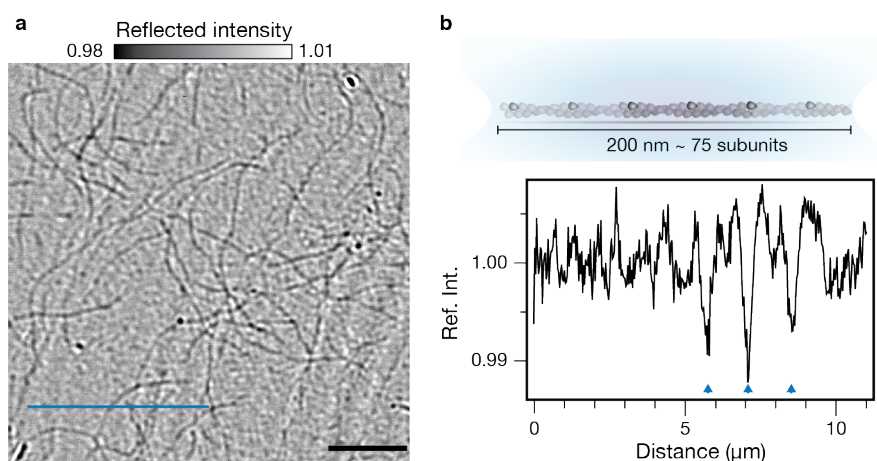 a
Reflected intensity
0.98 1.01
b
200 nm ~ 75 subunits
1.00
0.99
Ref. Int.
0 5 10
Distance (μm)